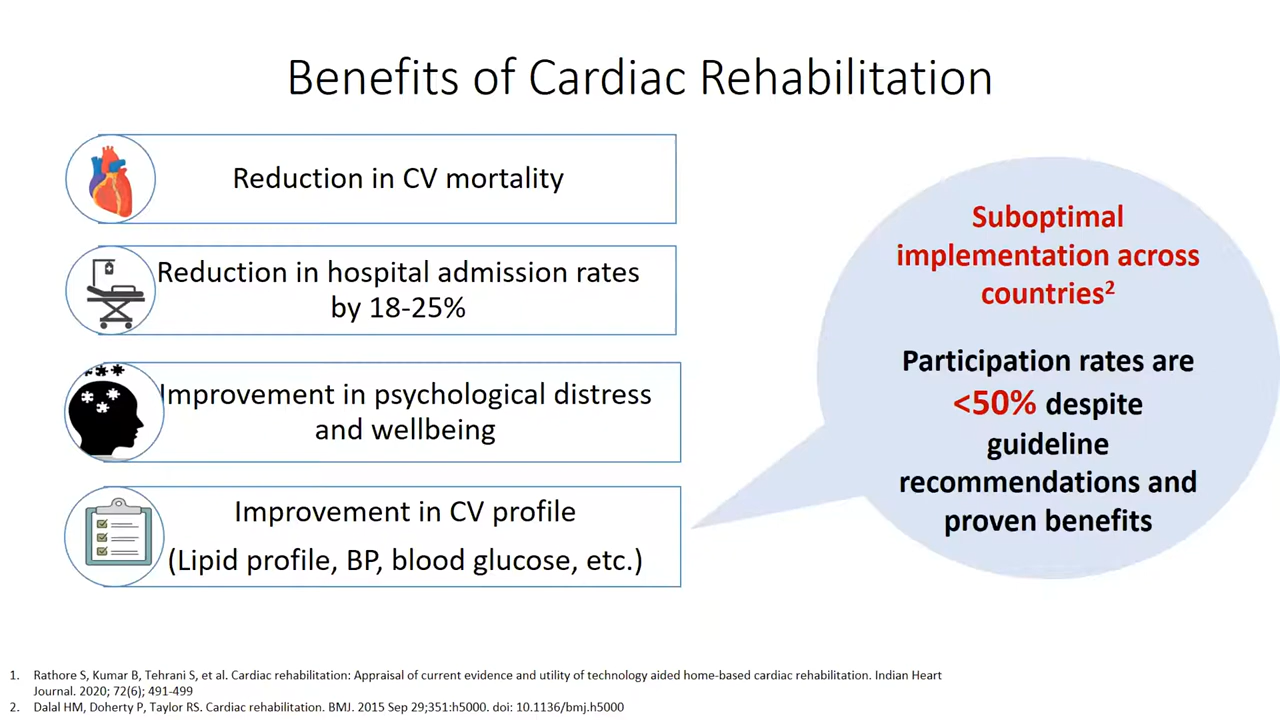 Benefits of Cardiac Rehabilitation
Reduction in CV mortality
Reduction in hospital admission rates
by 18-25%
Improvement in psychological distress
and wellbeing
Improvement in CV profile
(Lipid profile, BP, blood glucose, etc.)
Suboptimal
implementation across
countries²
Participation rates are
<50% despite
guideline
recommendations and
proven benefits
1. Rathore S, Kumar B, Tehrani S, et al. Cardiac rehabilitation: Appraisal of current evidence and utility of technology aided home-based cardiac rehabilitation. Indian Heart
Journal. 2020; 72(6); 491-499
2. Dalal HM, Doherty P, Taylor RS. Cardiac rehabilitation. BMJ. 2015 Sep 29;351:h5000. doi: 10.1136/bmj.h5000